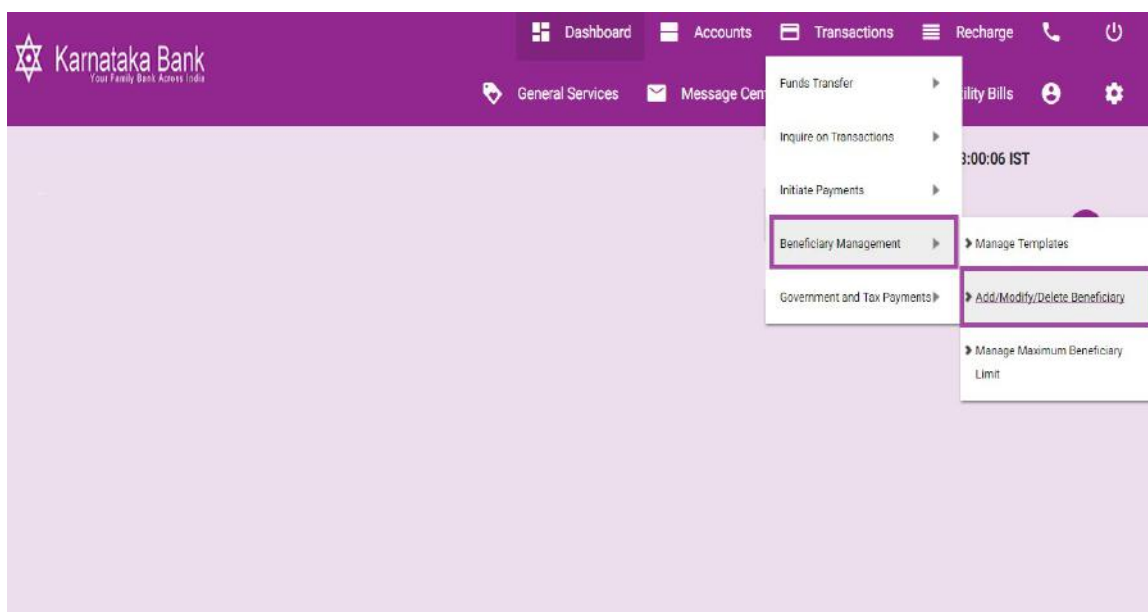 Karnataka Bank
Your Family Bank Across India
Dashboard
Accounts
Transactions
Recharge
General Services
Message Cen
ility Bills
Funds Transfer
Inquire on Transactions
Initiate Payments
Beneficiary Management
Government and Tax Payments
3:00:06 IST
Manage Templates
Add/Modify/Delete Beneficiary
Manage Maximum Beneficiary
Limit